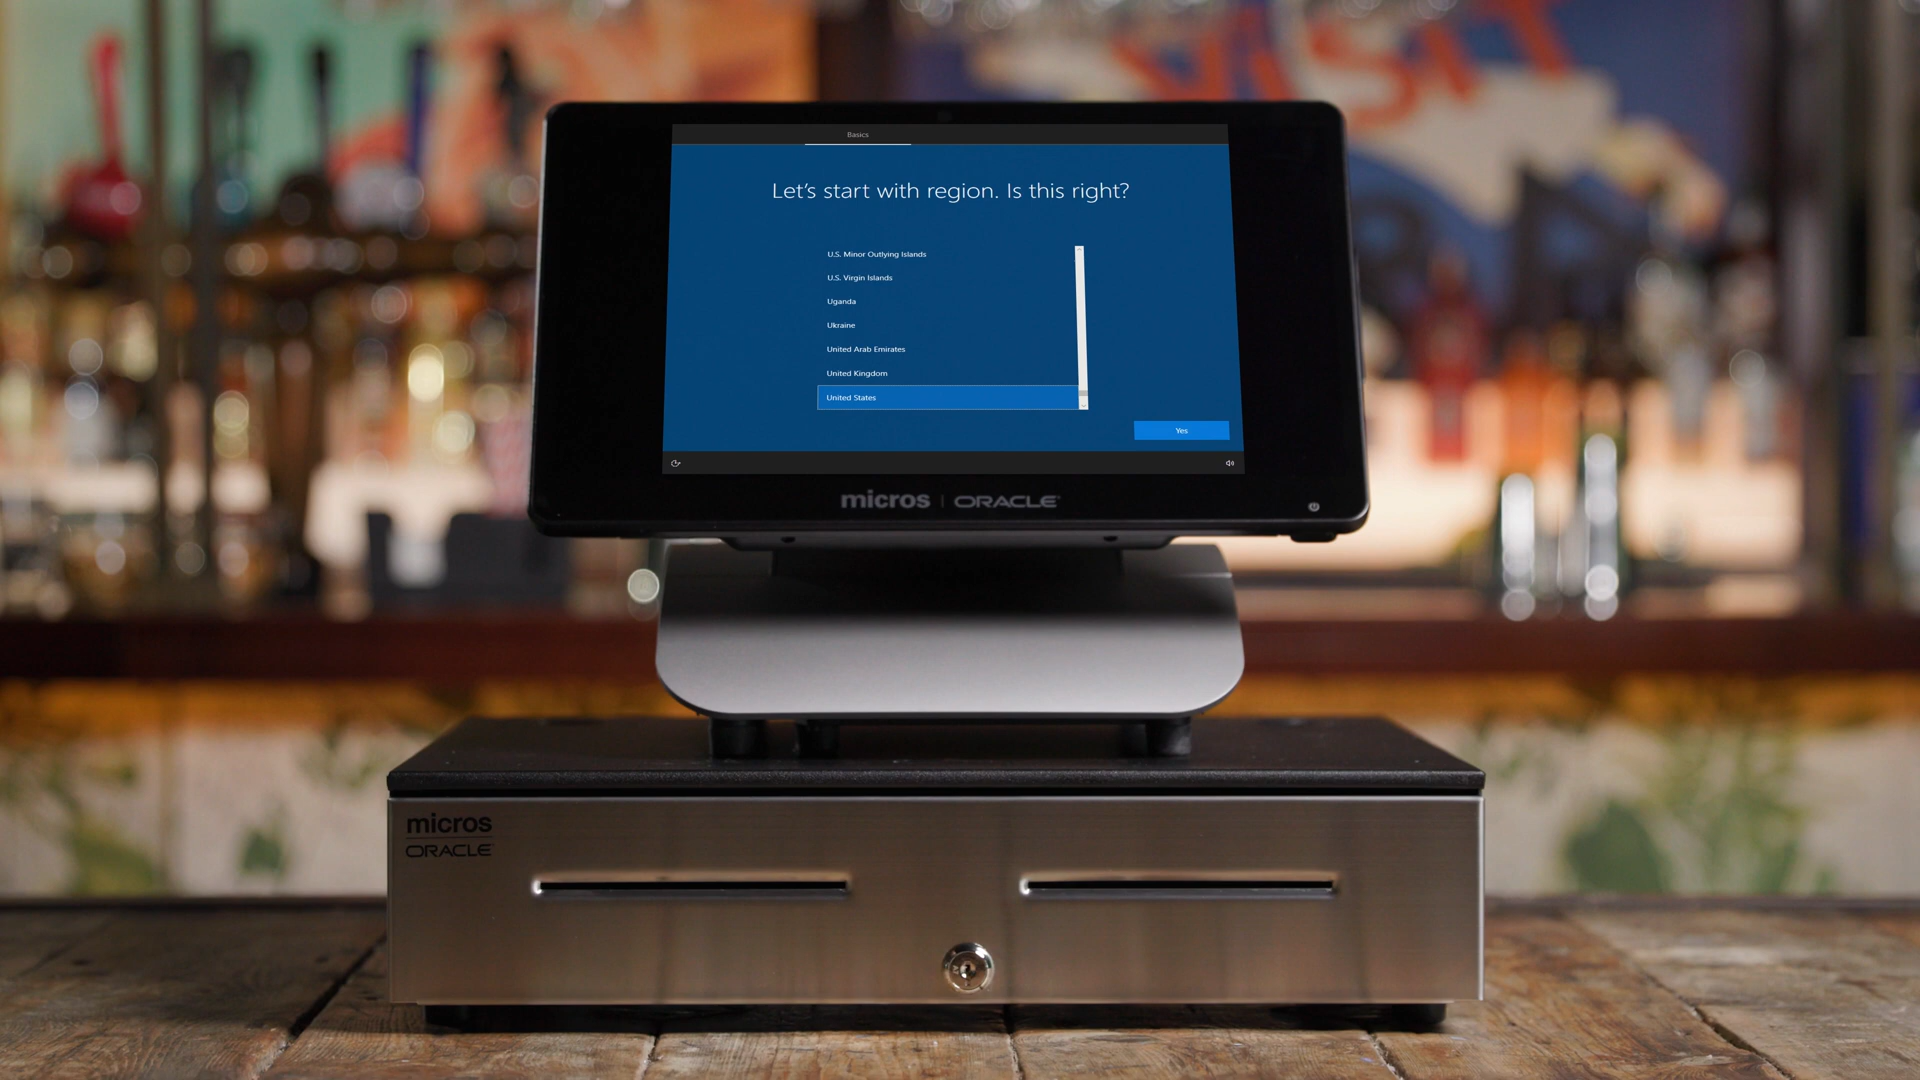 VISIT
Basics
Let's start with region. Is this right?
U.S. Minor Outlying Islands
U.S. Virgin Islands
Uganda
Ukraine
United Arab Emirates
United Kingdom
United States
Yes
micros | ORACLE
micros
ORACLE